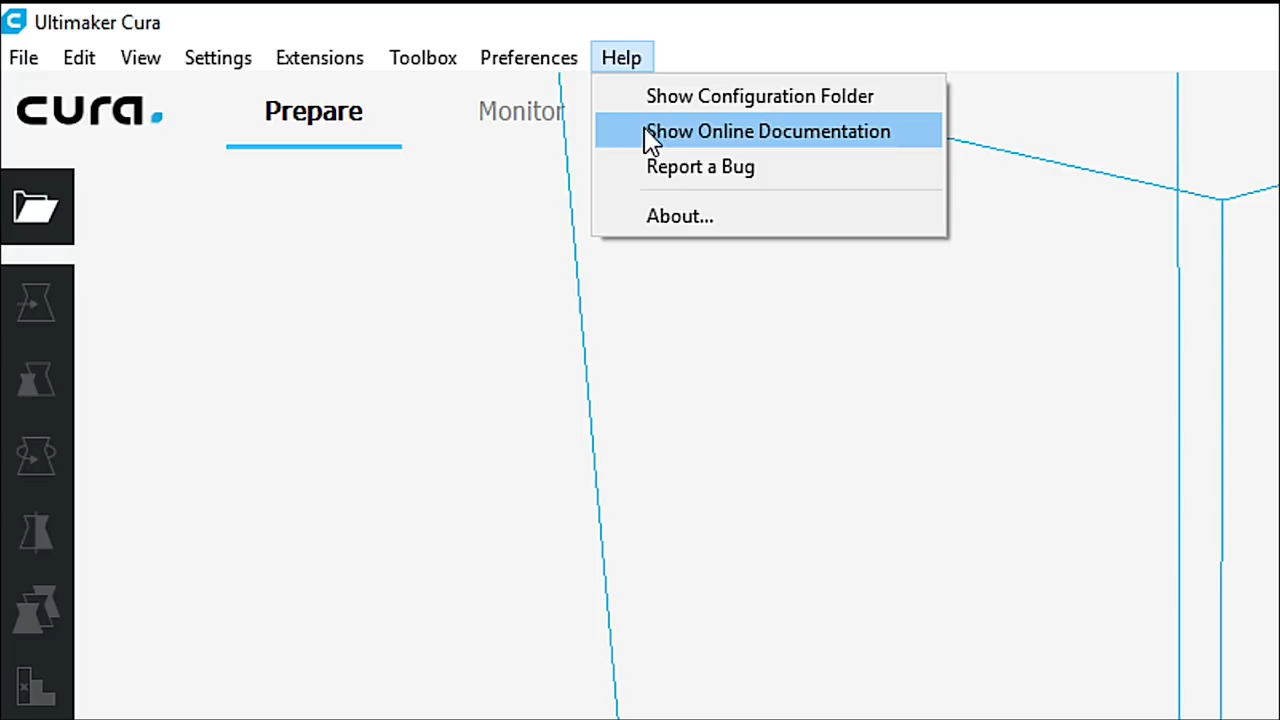 Ultimaker Cura
File Edit View Settings Extensions Toolbox Preferences Help
cura.
Prepare Monitor
Show Configuration Folder
Show Online Documentation
Report a Bug
About...